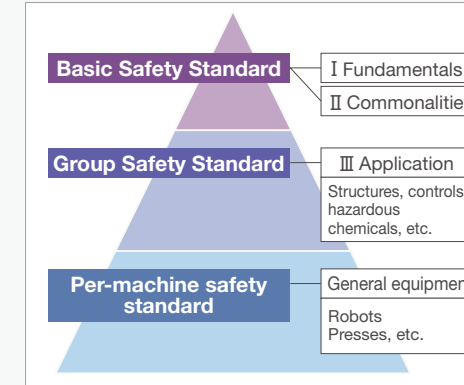 Basic Safety Standard
Ⅰ Fundamentals
Ⅱ Commonalitie
Group Safety Standard
Ⅲ Application
Structures, controls
hazardous
chemicals, etc.
Per-machine safety
standard
General equipmen
Robots
Presses, etc.